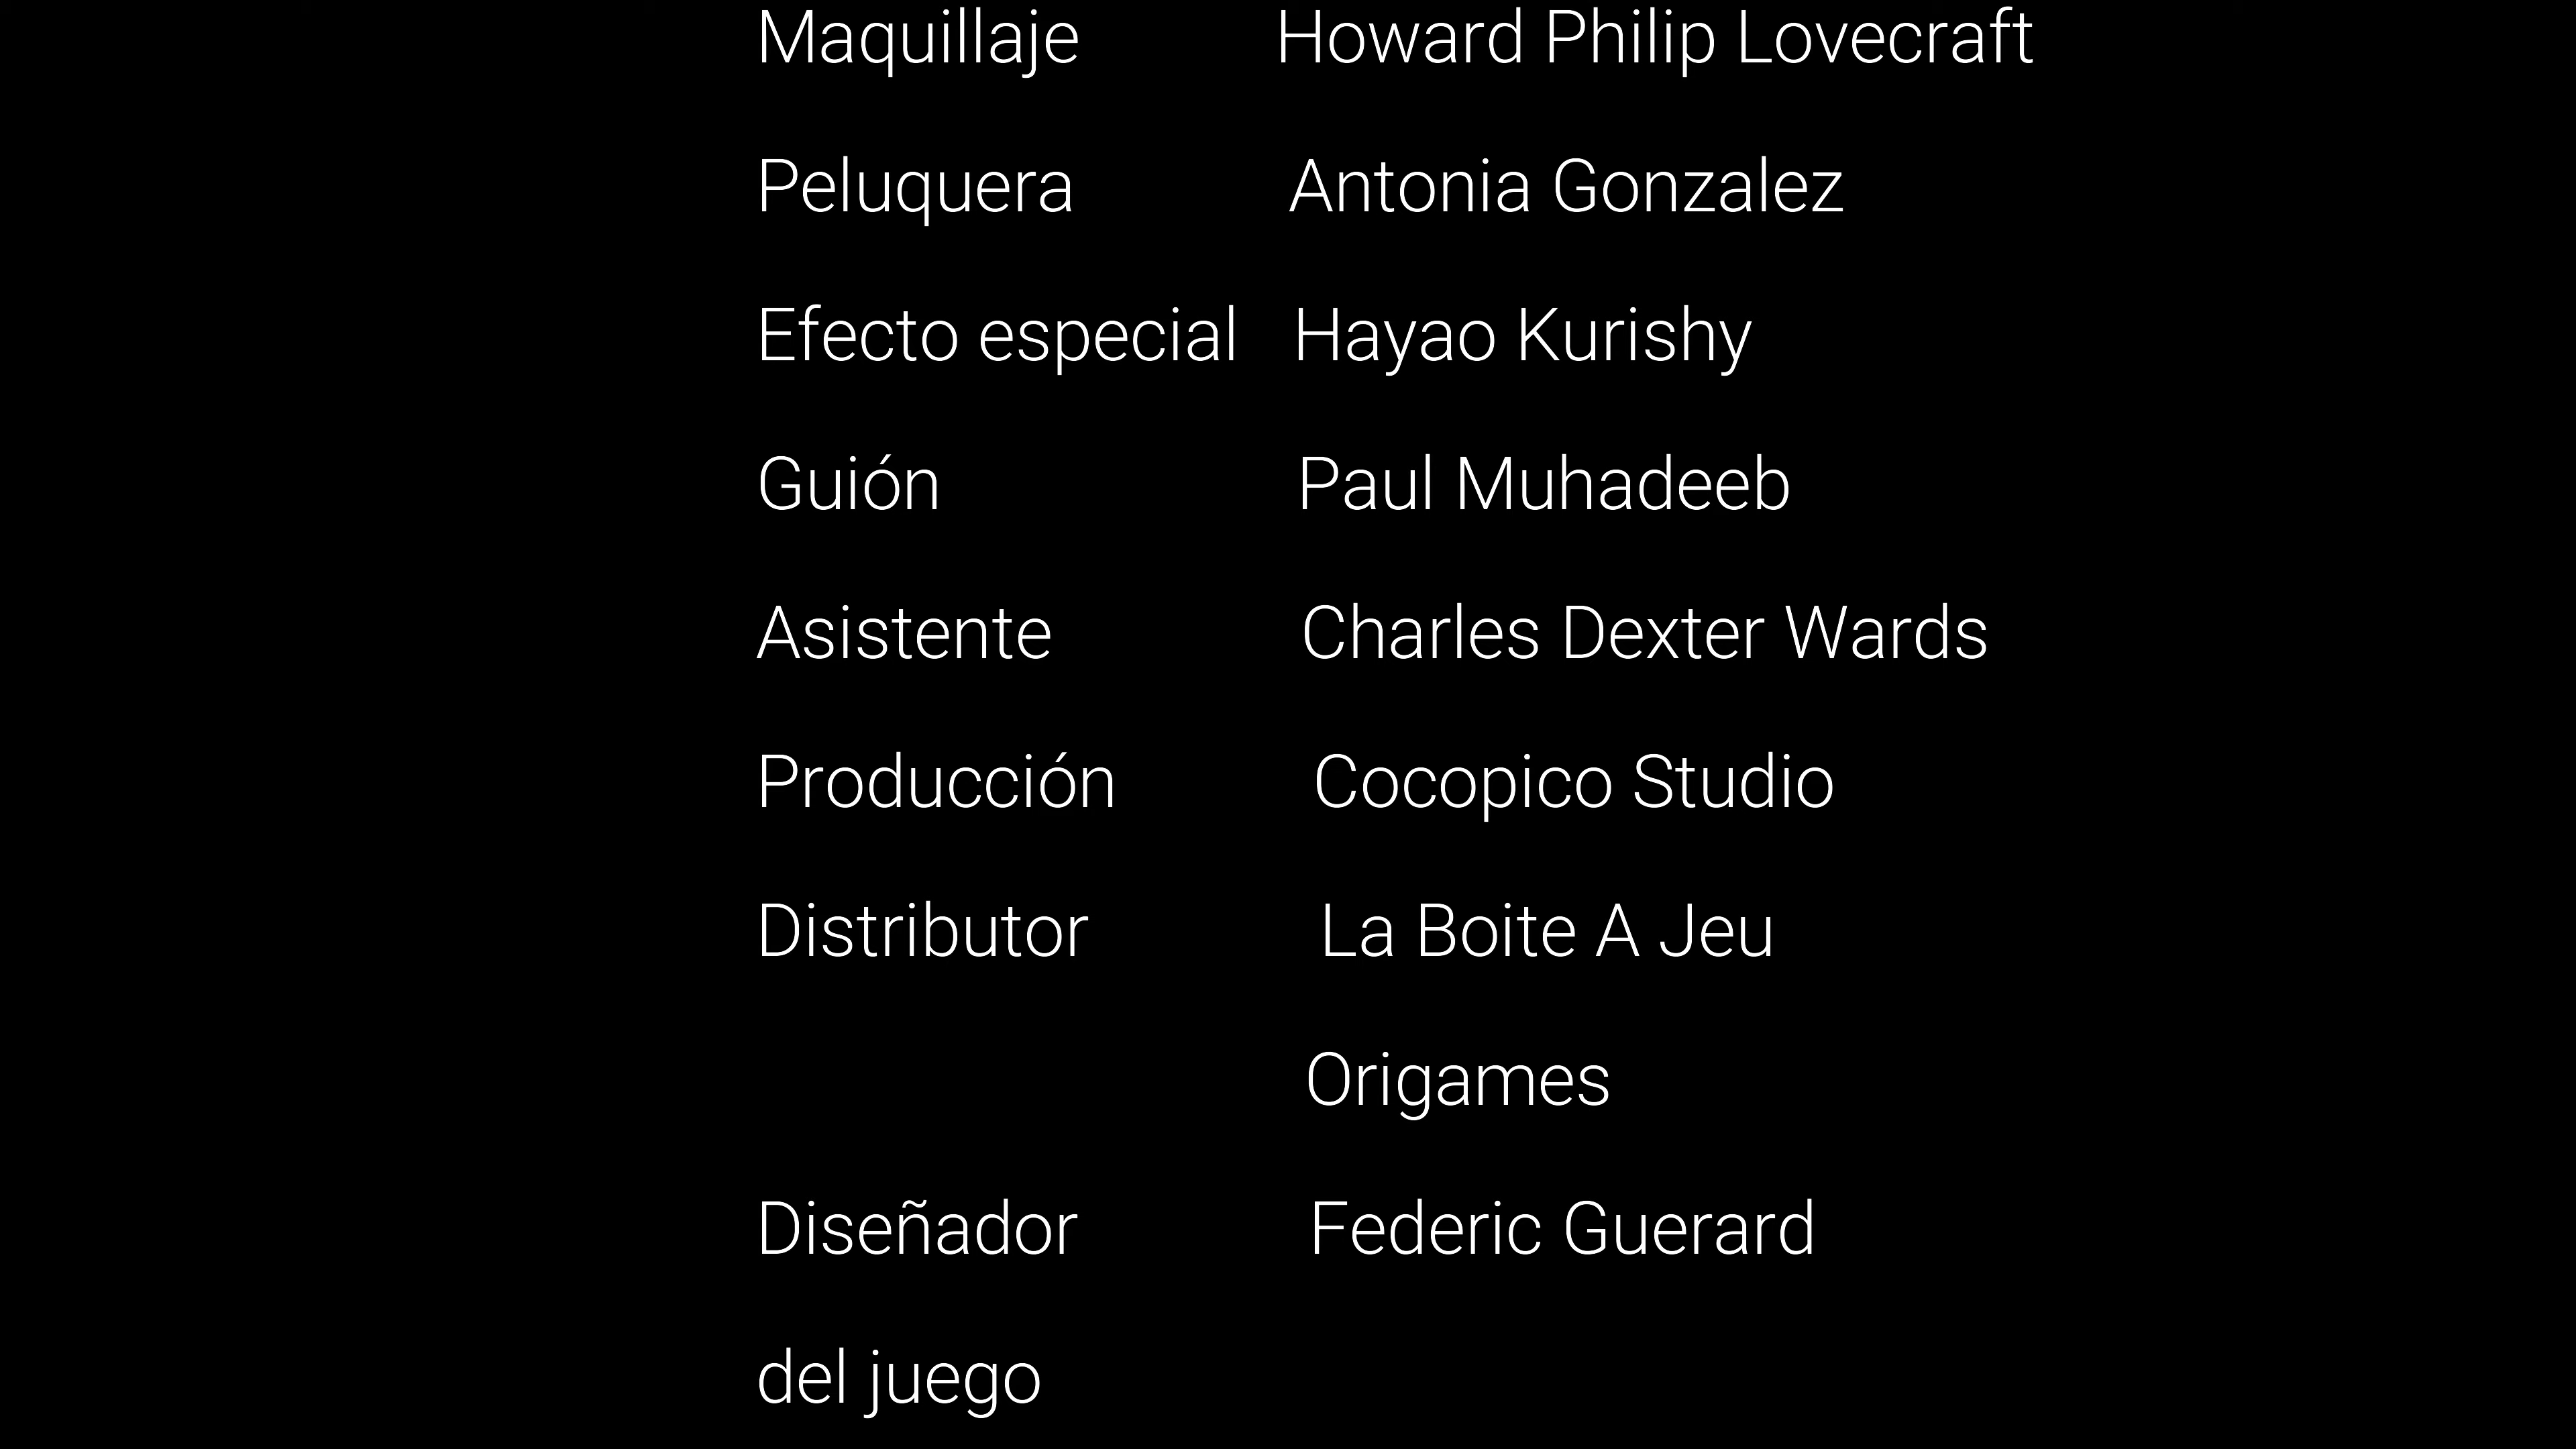 Maquillaje Howard Philip Lovecraft
Peluquera Antonia Gonzalez
Efecto especial Hayao Kurishy
Guión Paul Muhadeeb
Asistente Charles Dexter Wards
Producción Cocopico Studio
Distributor La Boite A Jeu
Origames
Diseñador Federic Guerard
del juego